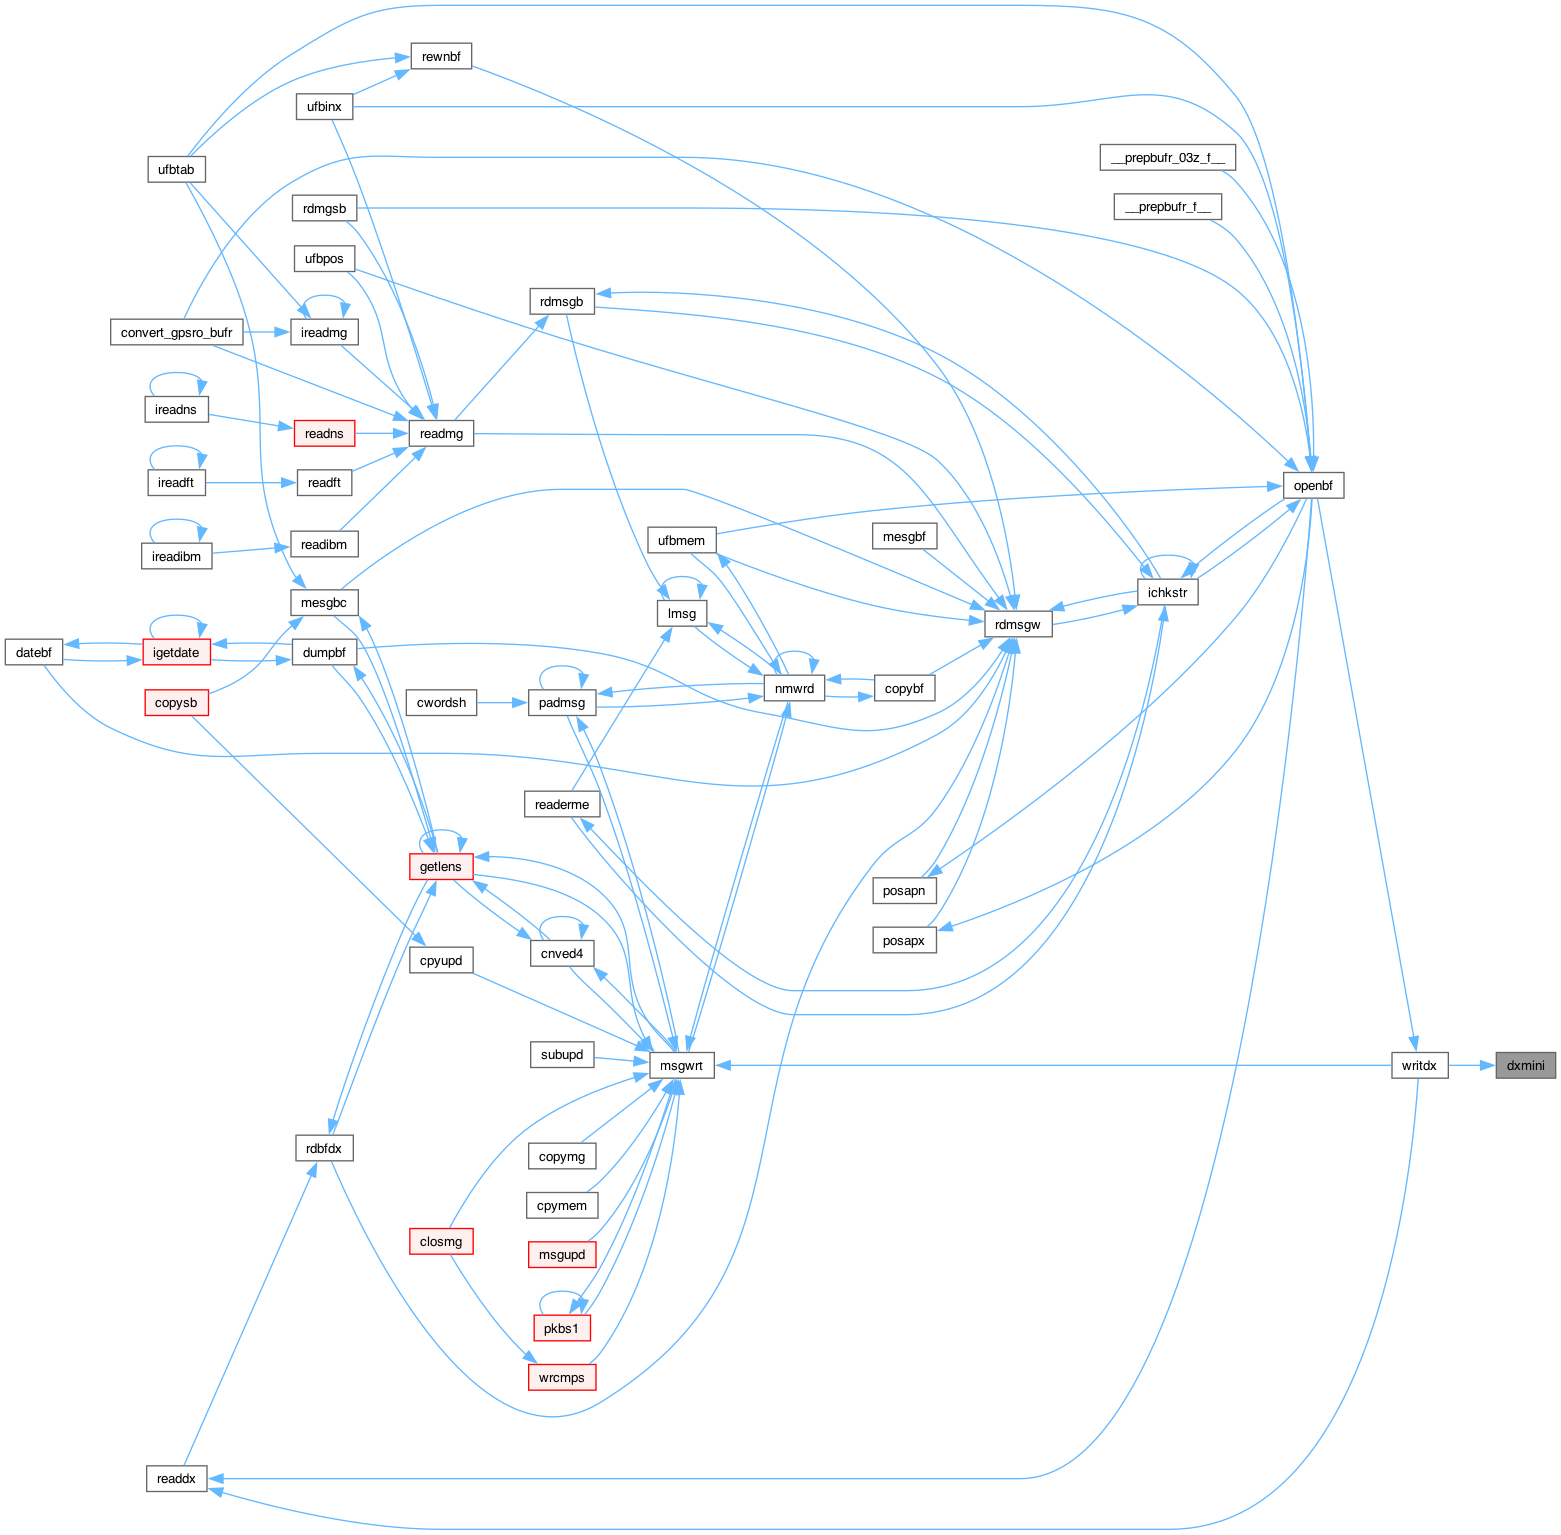 rewnbf
ufbinx
__prepbufr_03z_f__
ufbtab
rdmgsb
__prepbufr_f__
ufbpos
rdmsgb
convert_gpsro_bufr
ireadmg
ireadns
readns
readmg
ireadft
readft
openbf
ufbmem
mesgbf
readibm
ireadibm
ichkstr
mesgbc
lmsg
rdmsgw
datebf
igetdate
dumpbf
nmwrd
copybf
copysb
cwordsh
padmsg
readerme
getlens
posapn
posapx
cnved4
cpyupd
subupd
msgwrt
writdx
dxmini
rdbfdx
copymg
cpymem
closmg
msgupd
pkbs1
wrcmps
readdx